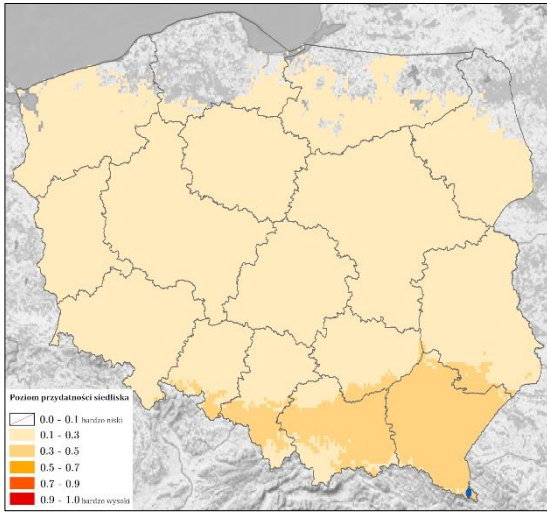 Poziom przydatności siedliska
0.0 - 0.1 bardzo niski
0.1 - 0.3
0.3 - 0.5
0.5 - 0.7
0.7 - 0.9
0.9 - 1.0 bardzo wysoki